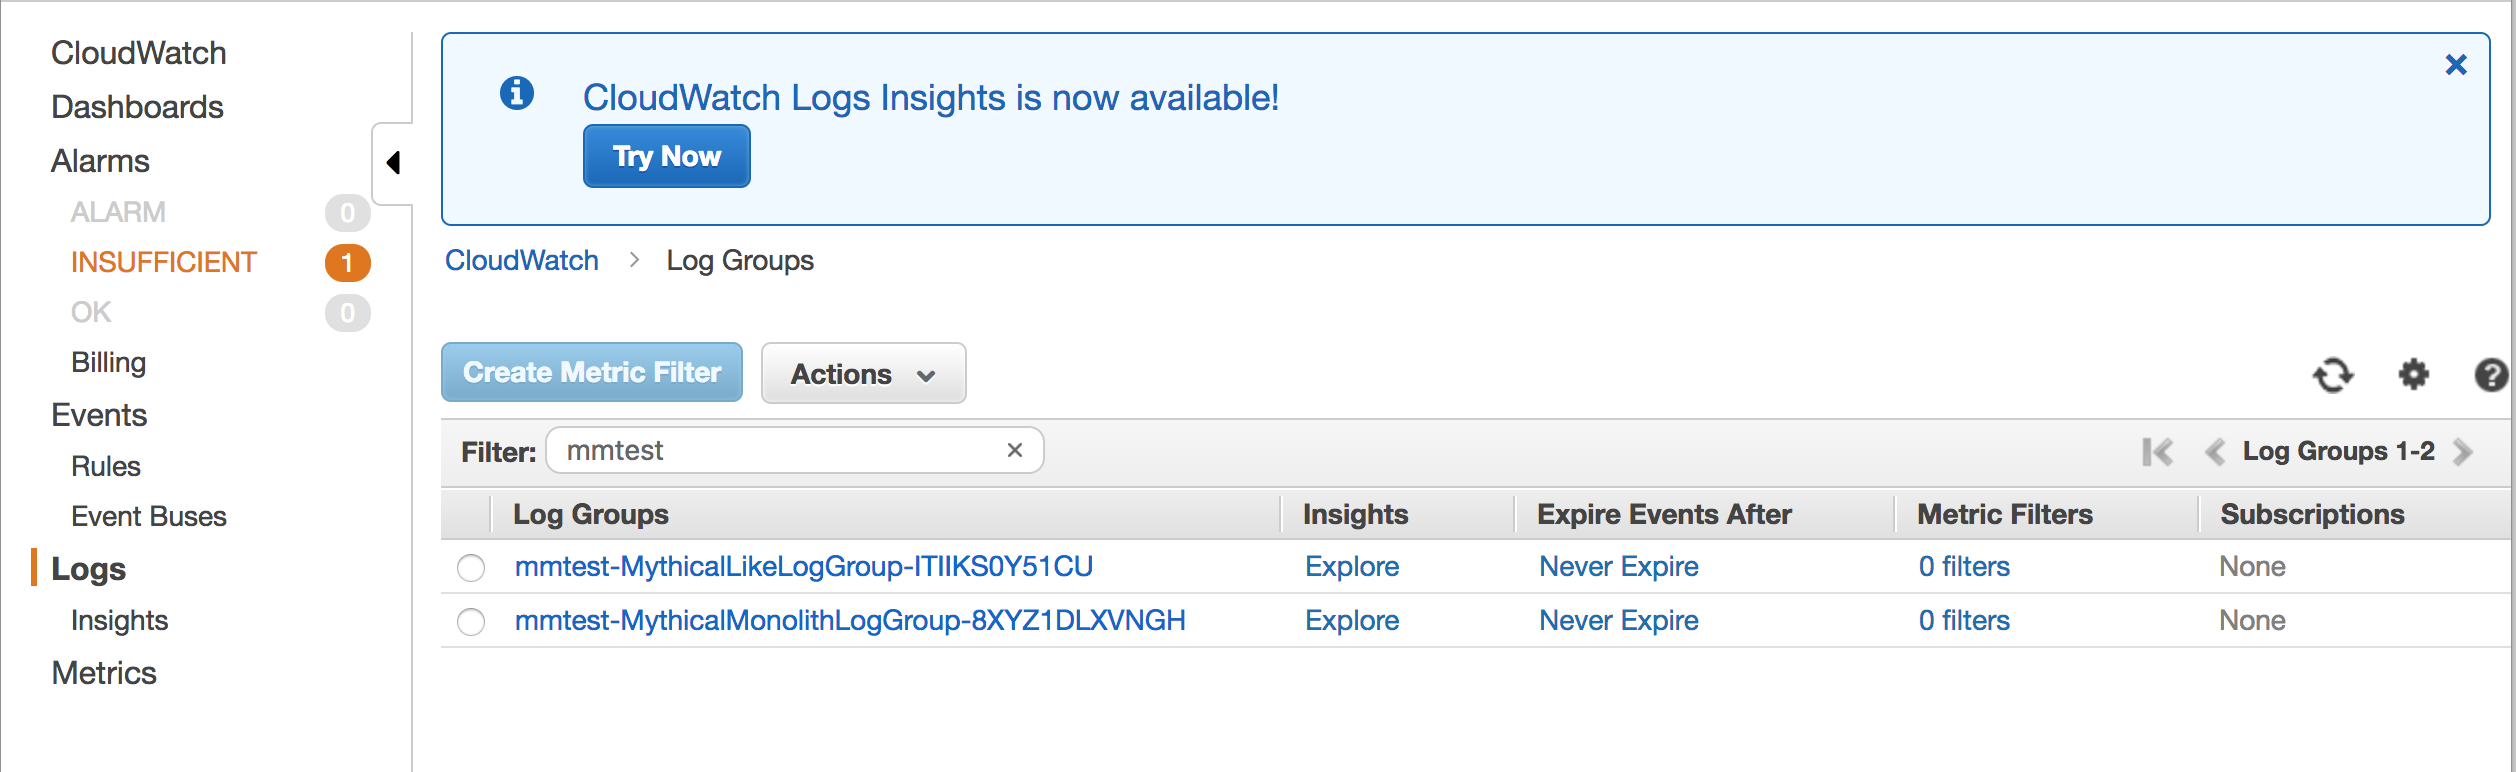 CloudWatch
Dashboards
Alarms
ALARM 0
INSUFFICIENT 1
OK 0
Billing
Events
Rules
Event Buses
Logs
Insights
Metrics
CloudWatch Logs Insights is now available!
Try Now
CloudWatch > Log Groups
Create Metric Filter Actions
Filter: mmtest × Log Groups 1-2
Log Groups Insights Expire Events After Metric Filters Subscriptions
mmtest-MythicalLikeLogGroup-ITIIKS0Y51CU Explore Never Expire 0 filters None
mmtest-MythicalMonolithLogGroup-8XYZ1DLXVNGH Explore Never Expire 0 filters None